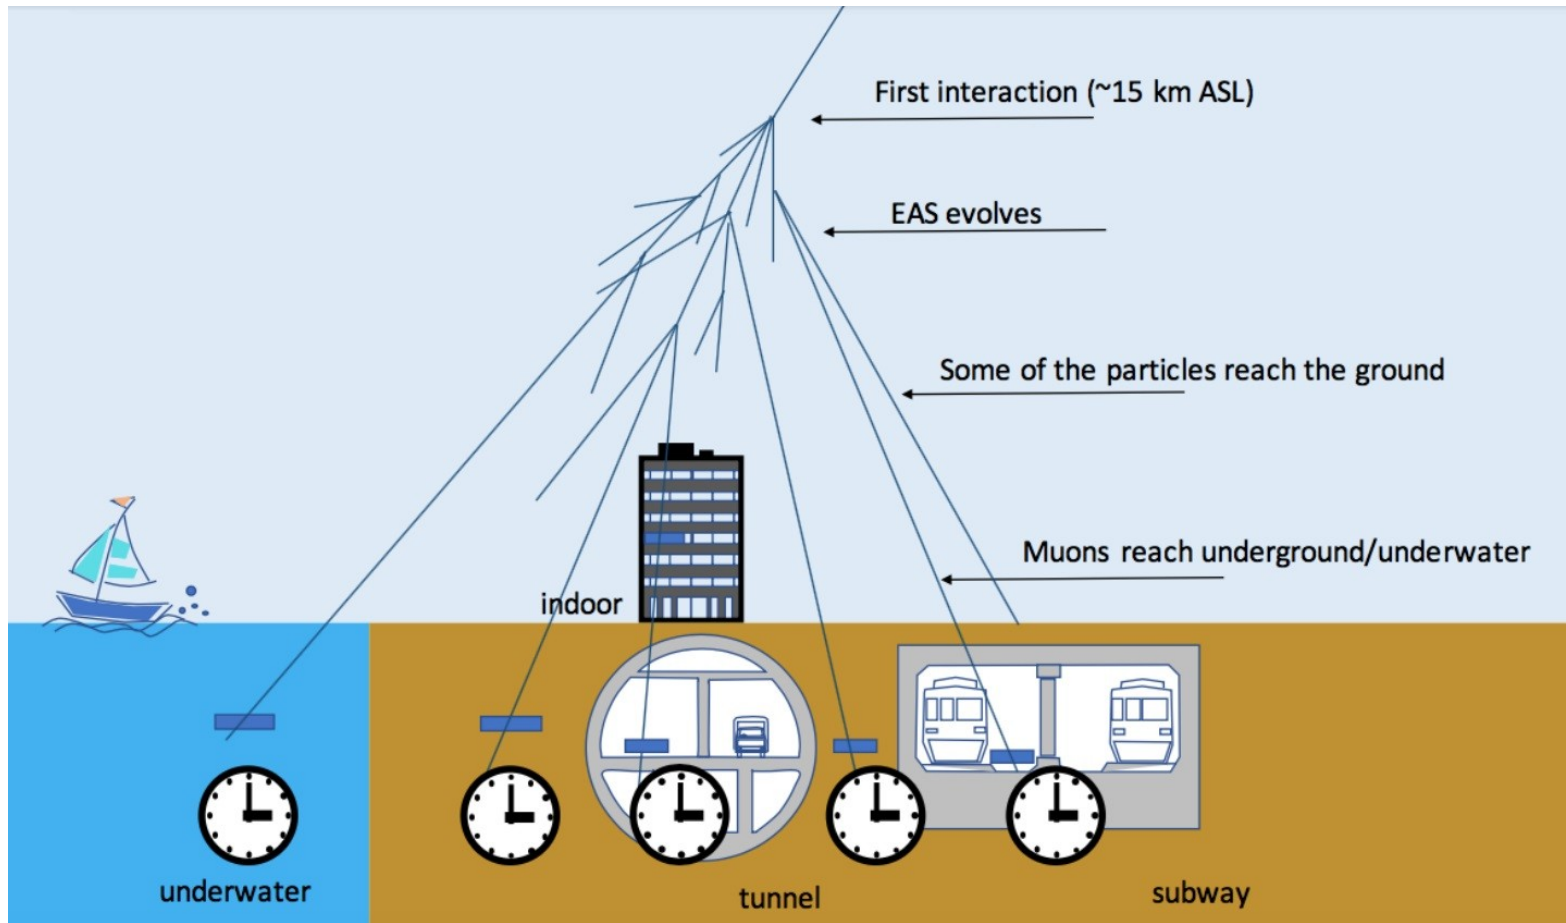 First interaction (~15 km ASL)
EAS evolves
Some of the particles reach the ground
Muons reach underground/underwater
indoor
underwater
tunnel
subway